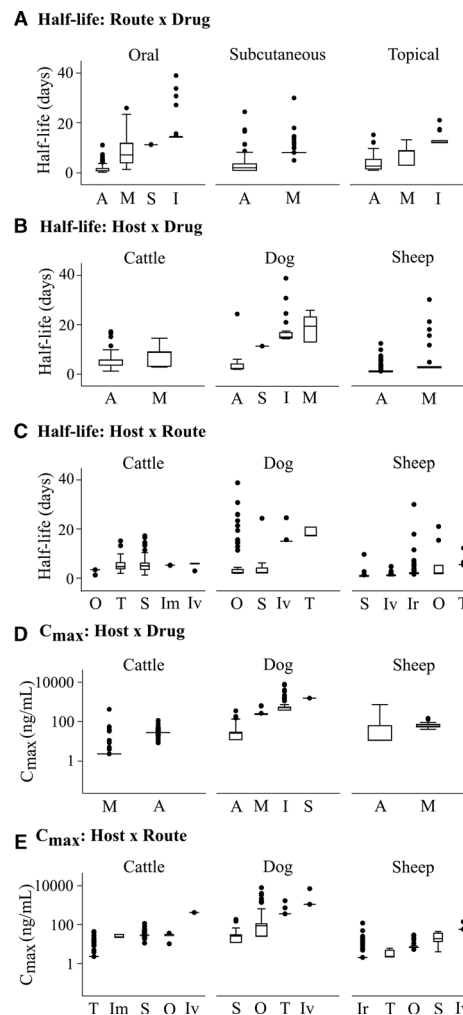 A Half-life: Route x Drug
Oral Subcutaneous Topical
Half-life (days)
40
20
0
A M S I A M A M I
B Half-life: Host x Drug
Cattle Dog Sheep
Half-life (days)
40
20
0
A M A S I M A M
C Half-life: Host x Route
Cattle Dog Sheep
Half-life (days)
40
20
0
O T S Im Iv O S Iv T S Iv Ir O T
D Cmax: Host x Drug
Cattle Dog Sheep
Cmax (ng/mL)
10000
100
1
M A A M I S A M
E Cmax: Host x Route
Cattle Dog Sheep
Cmax (ng/mL)
10000
100
1
T Im S O Iv S O T Iv Ir T O S Iv